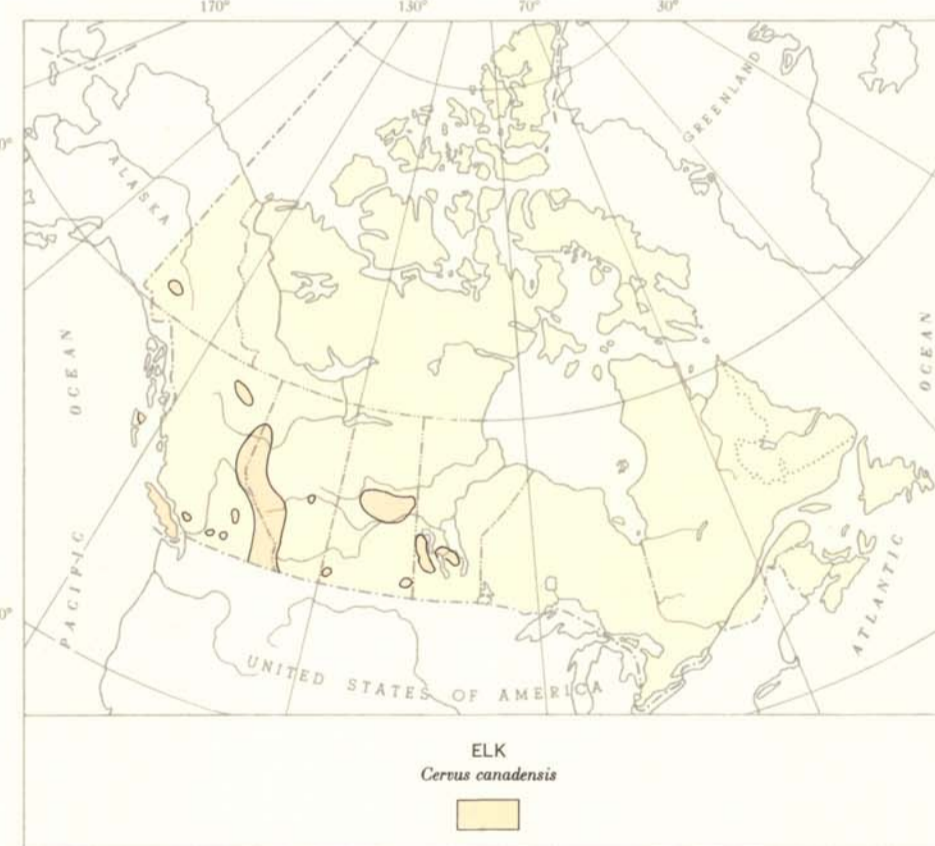 170° 130° 70° 30°
GREENLAND
ALASKA
OCEAN
OCEAN
PACIFIC
ATLANTIC
UNITED STATES OF AMERICA
ELK
Cervus canadensis